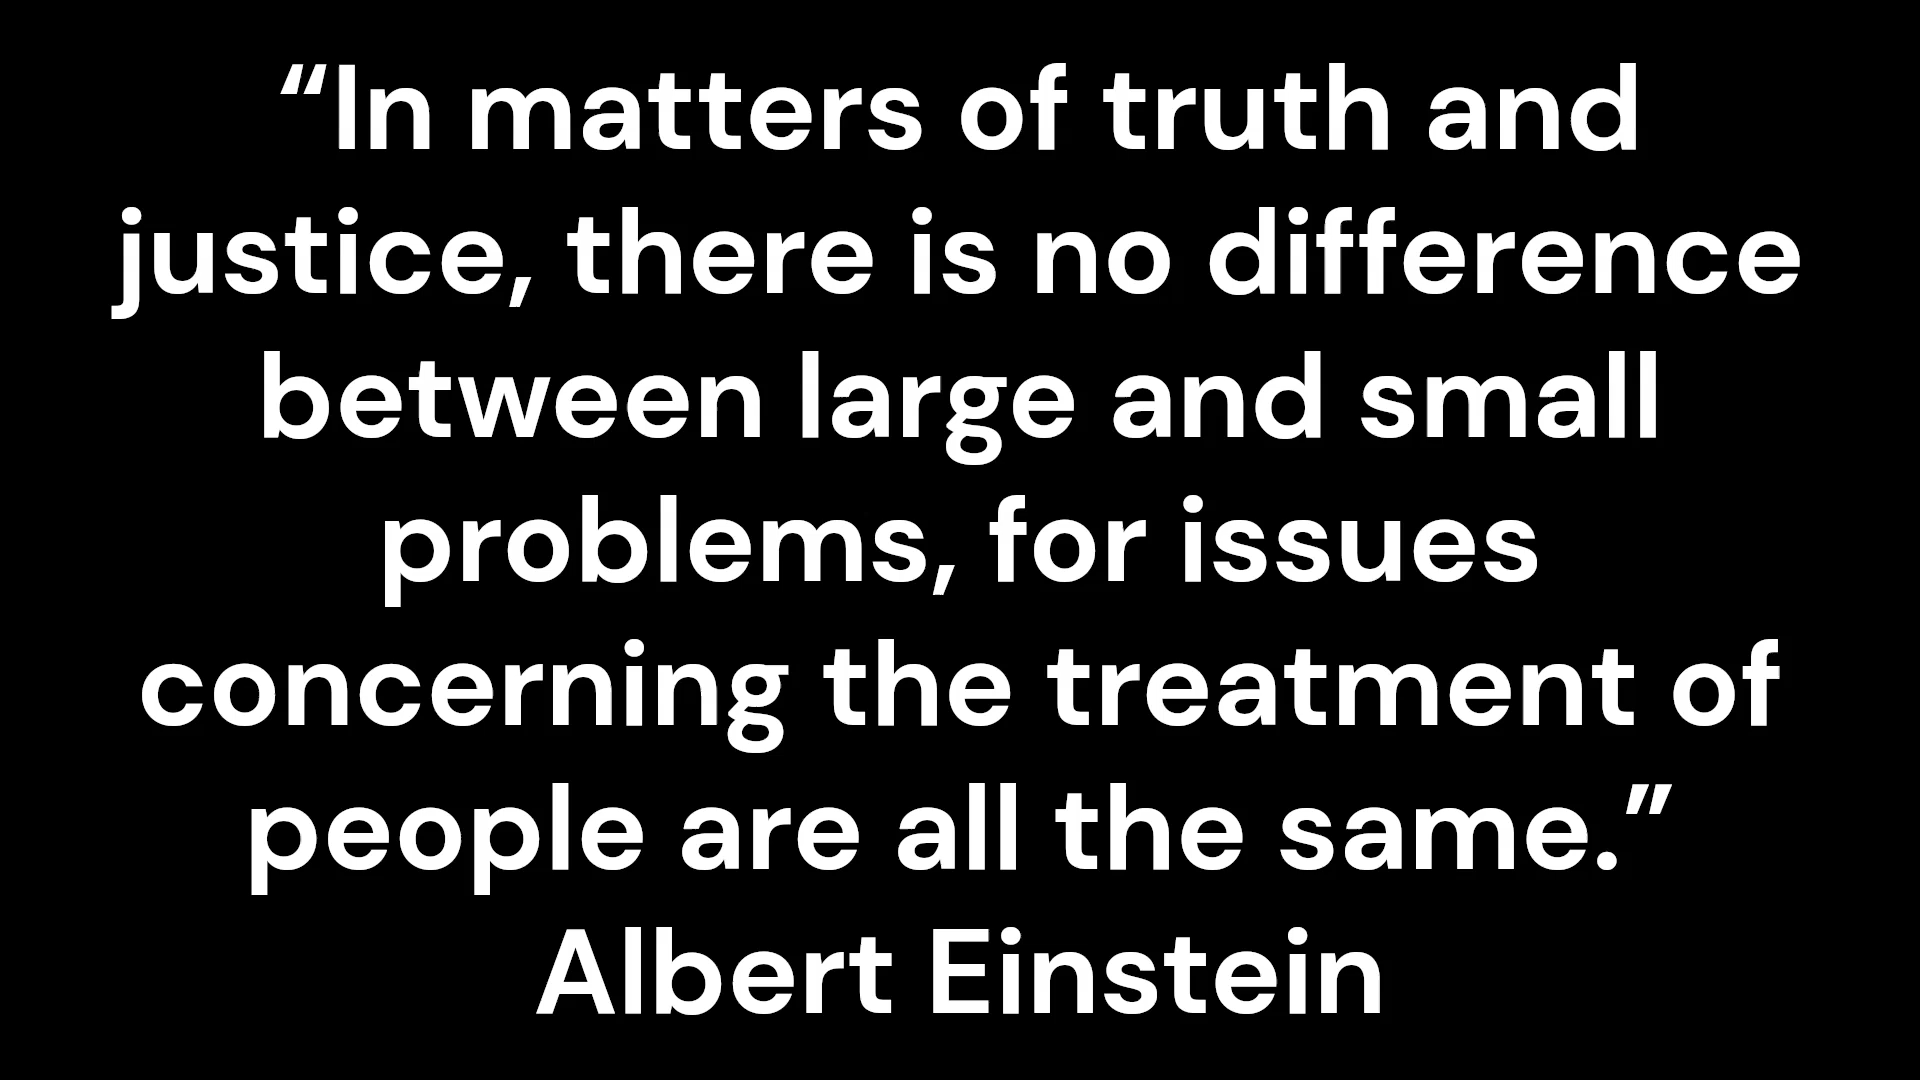 “In matters of truth and
justice, there is no difference
between large and small
problems, for issues
concerning the treatment of
people are all the same.”
Albert Einstein